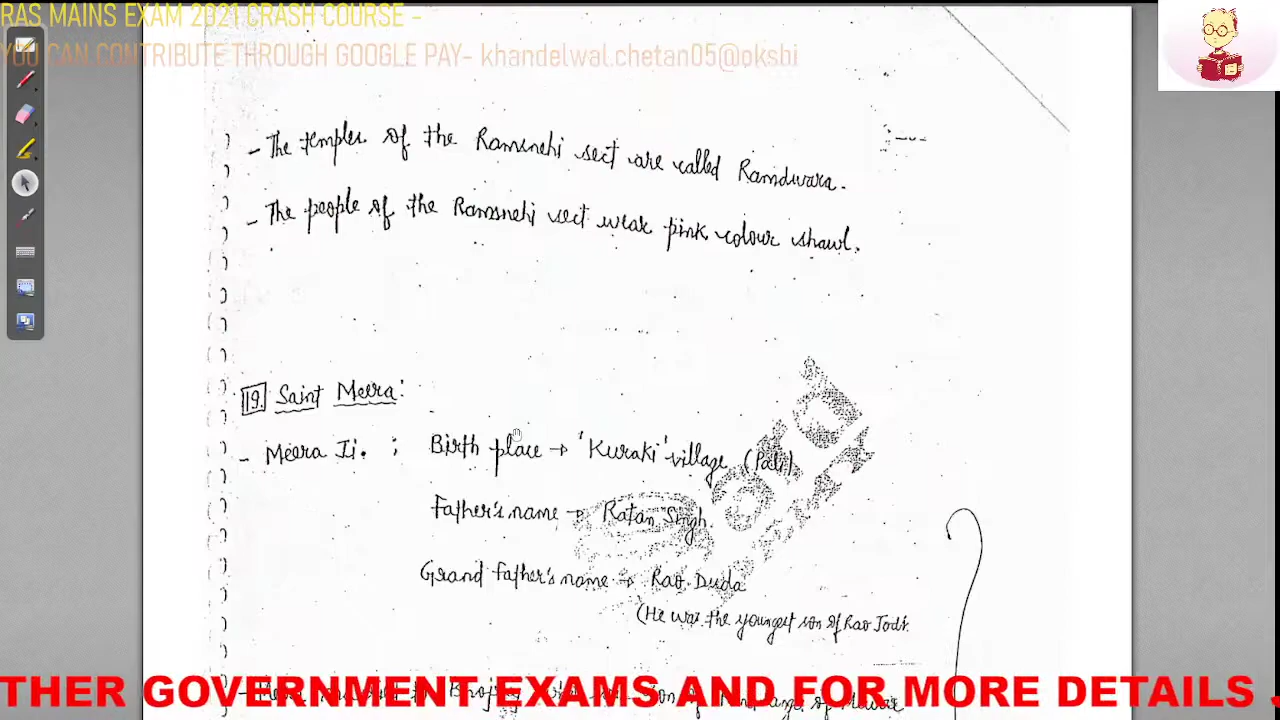 RAS MAINS EXAM 2021 CRASH COURSE -
YOU CAN CONTRIBUTE THROUGH GOOGLE PAY- khandelwal.chetan05@oksbi
- The temples of the Ramsnehi sect are called Ramdwara.
- The people of the Ramsnehi sect wear pink colour shawl.
19. Saint Meera:
- Meera Ji. : Birth place → 'Kuraki' village (Pali).
Father's name → Ratan Singh.
Grand father's name → Rao Duda
(He was the youngest son of Rao Jodh
THER GOVERNMENT EXAMS AND FOR MORE DETAILS